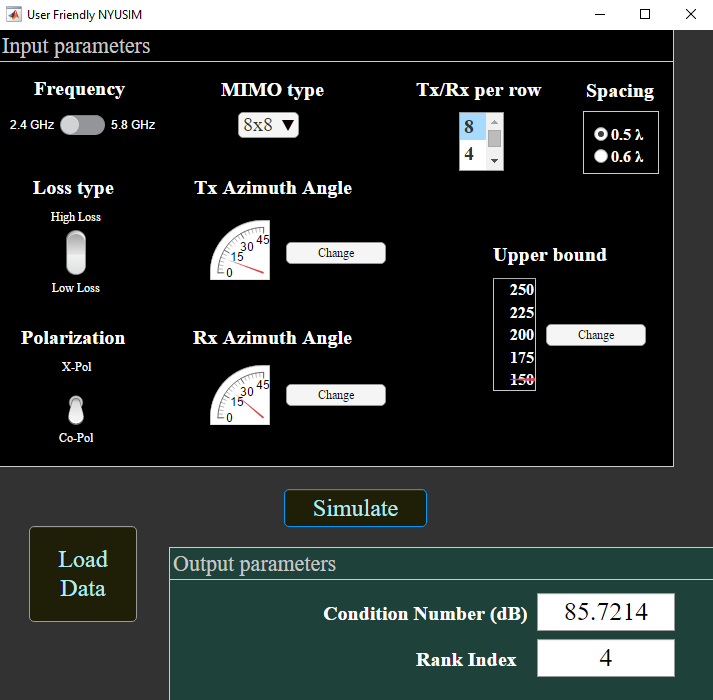 User Friendly NYUSIM
Input parameters
Frequency
2.4 GHz
5.8 GHz
MIMO type
8x8
Tx/Rx per row
8
4
Spacing
0.5 λ
0.6 λ
Loss type
High Loss
Low Loss
Tx Azimuth Angle
0
15
30
45
Change
Upper bound
250
225
200
175
150
Change
Polarization
X-Pol
Co-Pol
Rx Azimuth Angle
0
15
30
45
Change
Simulate
Load
Data
Output parameters
Condition Number (dB)
85.7214
Rank Index
4